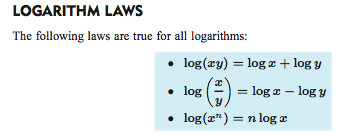 LOGARITHM LAWS
The following laws are true for all logarithms:
• log(xy) = log x + log y
• log (x/y) = log x − log y
• log(xⁿ) = n log x